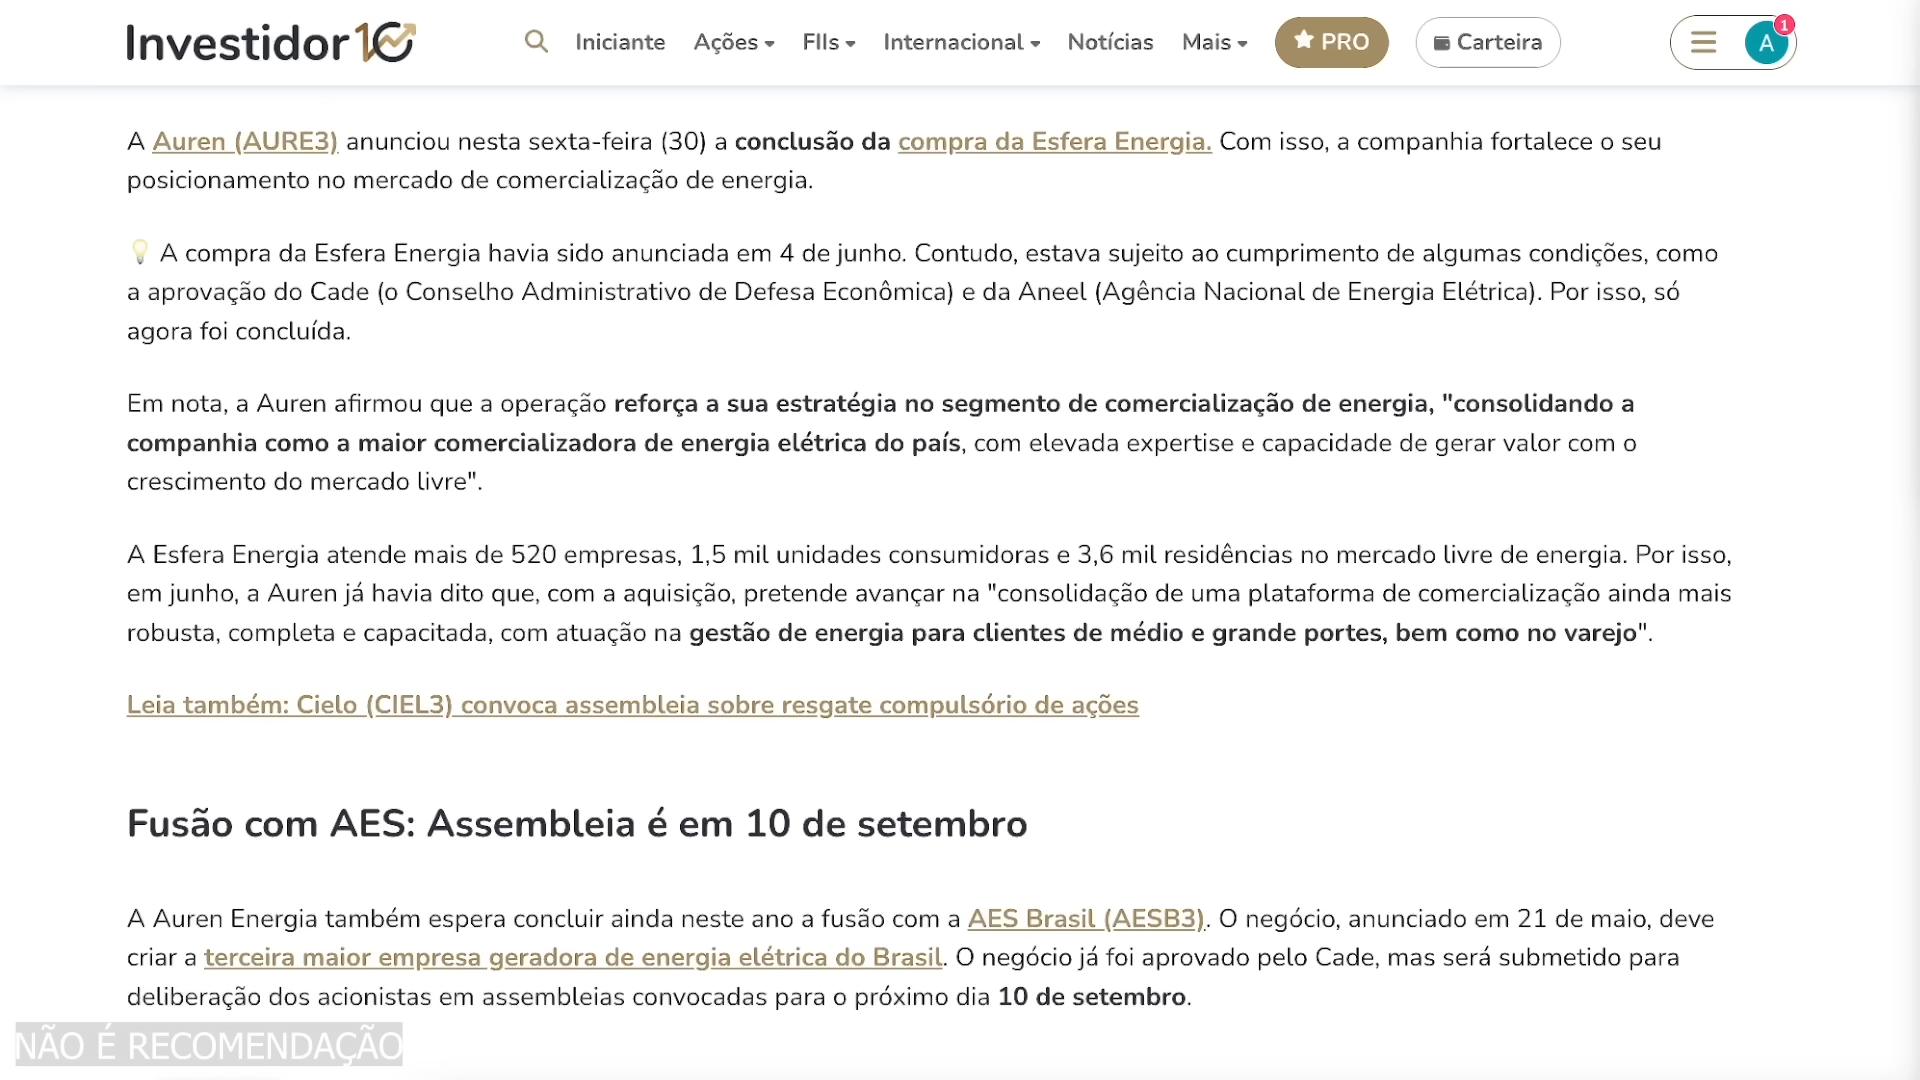 Investidor10 Iniciante Ações FIIs Internacional Notícias Mais PRO Carteira A 1
A Auren (AURE3) anunciou nesta sexta-feira (30) a conclusão da compra da Esfera Energia. Com isso, a companhia fortalece o seu
posicionamento no mercado de comercialização de energia.
A compra da Esfera Energia havia sido anunciada em 4 de junho. Contudo, estava sujeito ao cumprimento de algumas condições, como
a aprovação do Cade (o Conselho Administrativo de Defesa Econômica) e da Aneel (Agência Nacional de Energia Elétrica). Por isso, só
agora foi concluída.
Em nota, a Auren afirmou que a operação reforça a sua estratégia no segmento de comercialização de energia, "consolidando a
companhia como a maior comercializadora de energia elétrica do país, com elevada expertise e capacidade de gerar valor com o
crescimento do mercado livre".
A Esfera Energia atende mais de 520 empresas, 1,5 mil unidades consumidoras e 3,6 mil residências no mercado livre de energia. Por isso,
em junho, a Auren já havia dito que, com a aquisição, pretende avançar na "consolidação de uma plataforma de comercialização ainda mais
robusta, completa e capacitada, com atuação na gestão de energia para clientes de médio e grande portes, bem como no varejo".
Leia também: Cielo (CIEL3) convoca assembleia sobre resgate compulsório de ações
Fusão com AES: Assembleia é em 10 de setembro
A Auren Energia também espera concluir ainda neste ano a fusão com a AES Brasil (AESB3). O negócio, anunciado em 21 de maio, deve
criar a terceira maior empresa geradora de energia elétrica do Brasil. O negócio já foi aprovado pelo Cade, mas será submetido para
deliberação dos acionistas em assembleias convocadas para o próximo dia 10 de setembro.
NÃO É RECOMENDAÇÃO